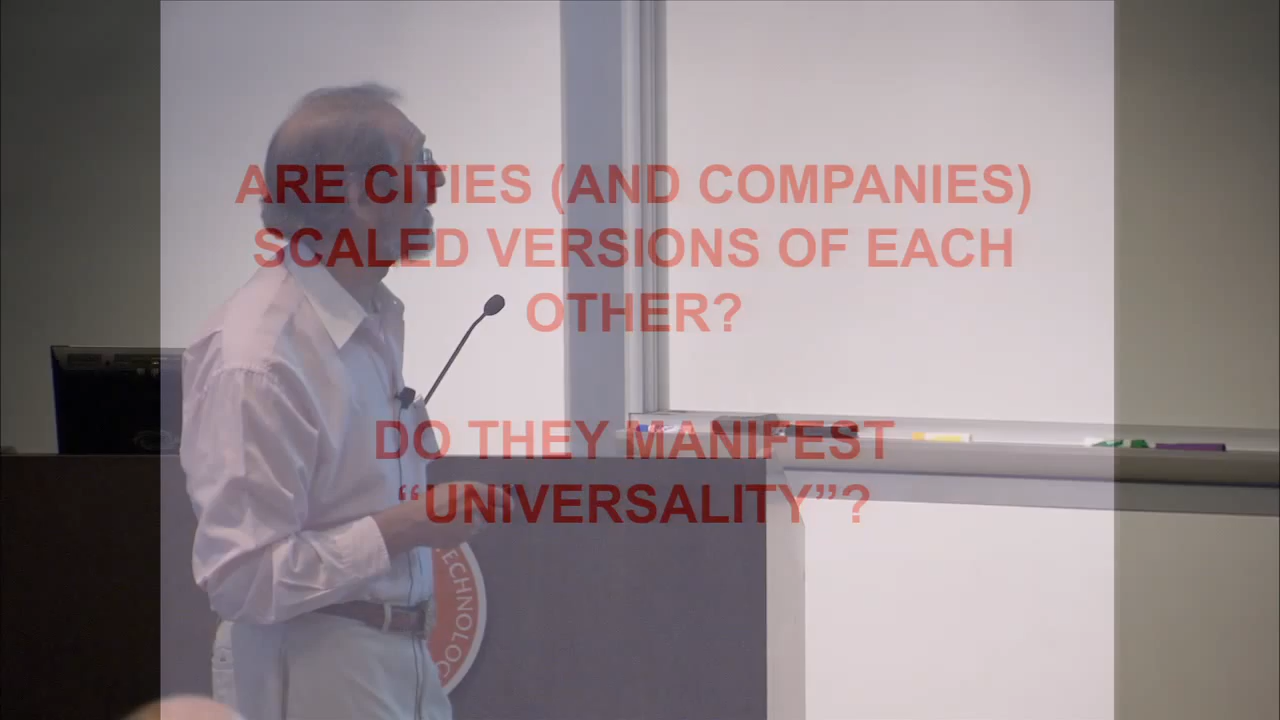 ARE CITIES (AND COMPANIES)
SCALED VERSIONS OF EACH
OTHER?
DO THEY MANIFEST
“UNIVERSALITY”?